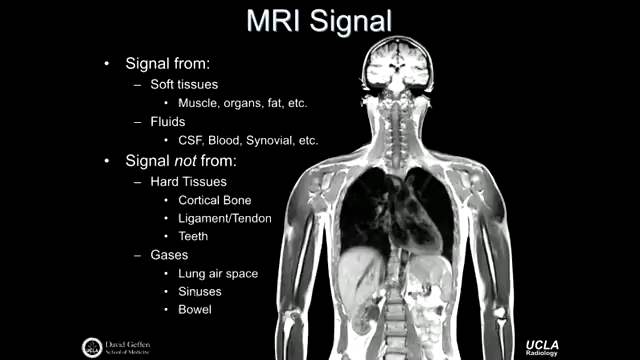 MRI Signal
• Signal from:
– Soft tissues
• Muscle, organs, fat, etc.
– Fluids
• CSF, Blood, Synovial, etc.
• Signal not from:
– Hard Tissues
• Cortical Bone
• Ligament/Tendon
• Teeth
– Gases
• Lung air space
• Sinuses
• Bowel
UCLA
David Geffen
School of Medicine
UCLA
Radiology